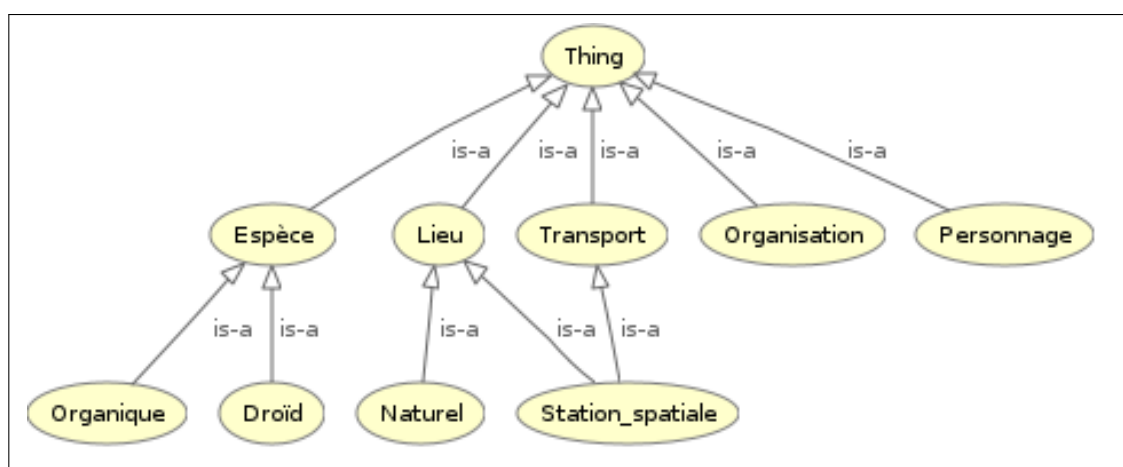 Thing
is-a is-a is-a is-a is-a
Espèce Lieu Transport Organisation Personnage
is-a is-a is-a is-a is-a
Organique Droïd Naturel Station_spatiale